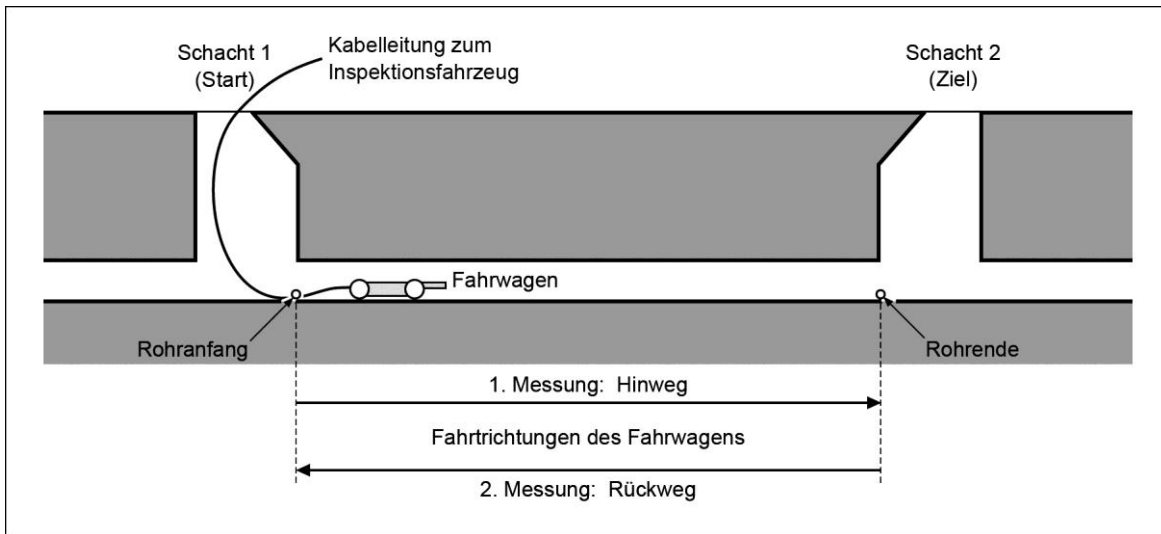 Schacht 1
(Start)
Kabelleitung zum
Inspektionsfahrzeug
Schacht 2
(Ziel)
Fahrwagen
Rohranfang
Rohrende
1. Messung: Hinweg
Fahrtrichtungen des Fahrwagens
2. Messung: Rückweg